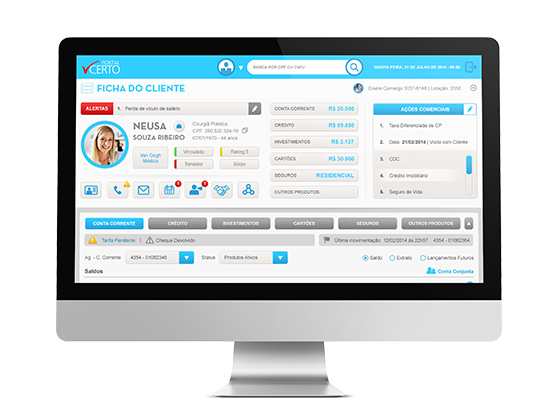 PORTAL
CERTO
BUSCA POR CPF OU CNPJ
QUINTA-FEIRA, 31 DE JULHO DE 2014 - 09:00
FICHA DO CLIENTE
Gisele Camargo 3037-8148 | Locação: 2058
ALERTAS 1. Perda de vículo de salário
NEUSA
SOUZA RIBEIRO
Cirurgiã Plástica
CPF: 260 532 324-19
07/01/1970 - 44 anos
Van Gogh
Médica
Vinculado
Rating 5
Tomador
Sócio
CONTA CORRENTE R$ 20.000
CRÉDITO R$ 89.850
INVESTIMENTOS R$ 3.137
CARTÕES R$ 30.000
SEGUROS RESIDENCIAL
OUTROS PRODUTOS:
AÇÕES COMERCIAIS
1. Taxa Diferenciada de CP
2. Data: 21/02/2014 | Visita com Cliente
3. CDC
4. Crédito Imobiliário
5. Seguro de Vida
CONTA CORRENTE CRÉDITO INVESTIMENTOS CARTÕES SEGUROS OUTROS PRODUTOS
Tarifa Pendente | Cheque Devolvido
Última movimentação: 12/02/2014 às 22h57 4354 - 01082364
Ag. - C. Corrente 4354 - 01082346 Status Produtos Ativos
Saldo Extrato Lançamentos Futuros
Saldos
Conta Conjunta